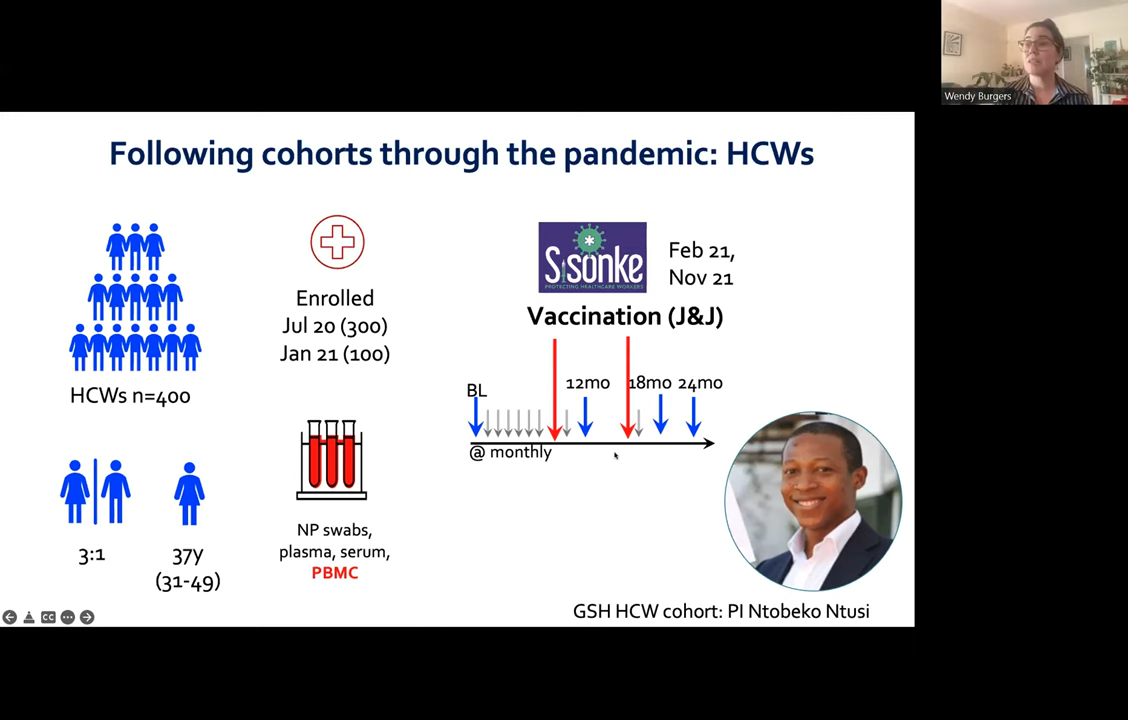 Wendy Burgers
Following cohorts through the pandemic: HCWs
HCWs n=400
3:1
37y
(31-49)
Enrolled
Jul 20 (300)
Jan 21 (100)
NP swabs,
plasma, serum,
PBMC
Sisonke
PROTECTING HEALTHCARE WORKERS
Feb 21,
Nov 21
Vaccination (J&J)
BL
12mo
18mo
24mo
@ monthly
GSH HCW cohort: PI Ntobeko Ntusi
CC